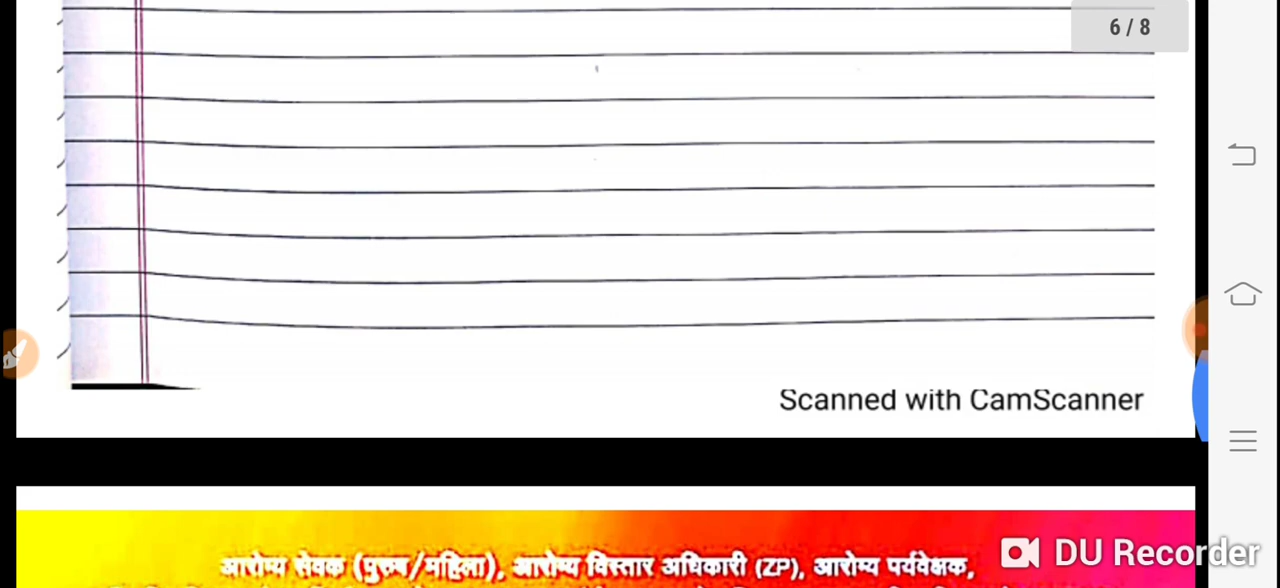 6 / 8
Scanned with CamScanner
आरोग्य सेवक (पुरुष/महिला), आरोग्य विस्तार अधिकारी (ZP), आरोग्य पर्यवेक्षक,
DU Recorder